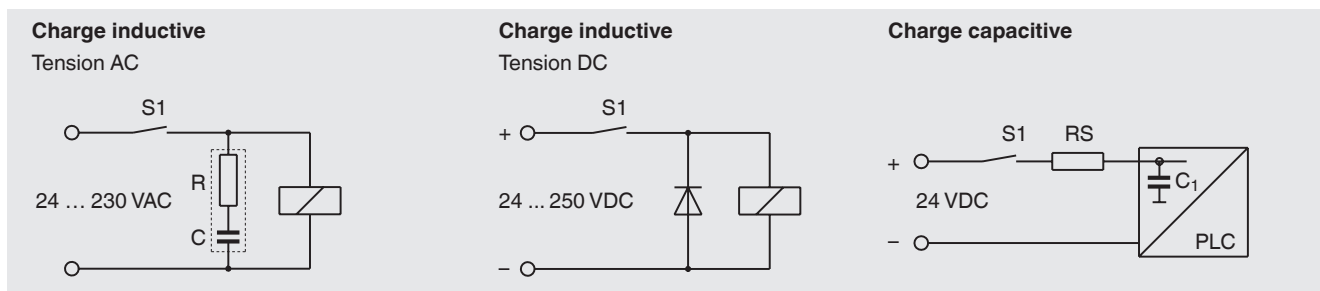 Charge inductive
Tension AC
S1
R
24 … 230 VAC
C
Charge inductive
Tension DC
S1
+
24 ... 250 VDC
–
Charge capacitive
S1 RS
+
C1
24 VDC
–
PLC